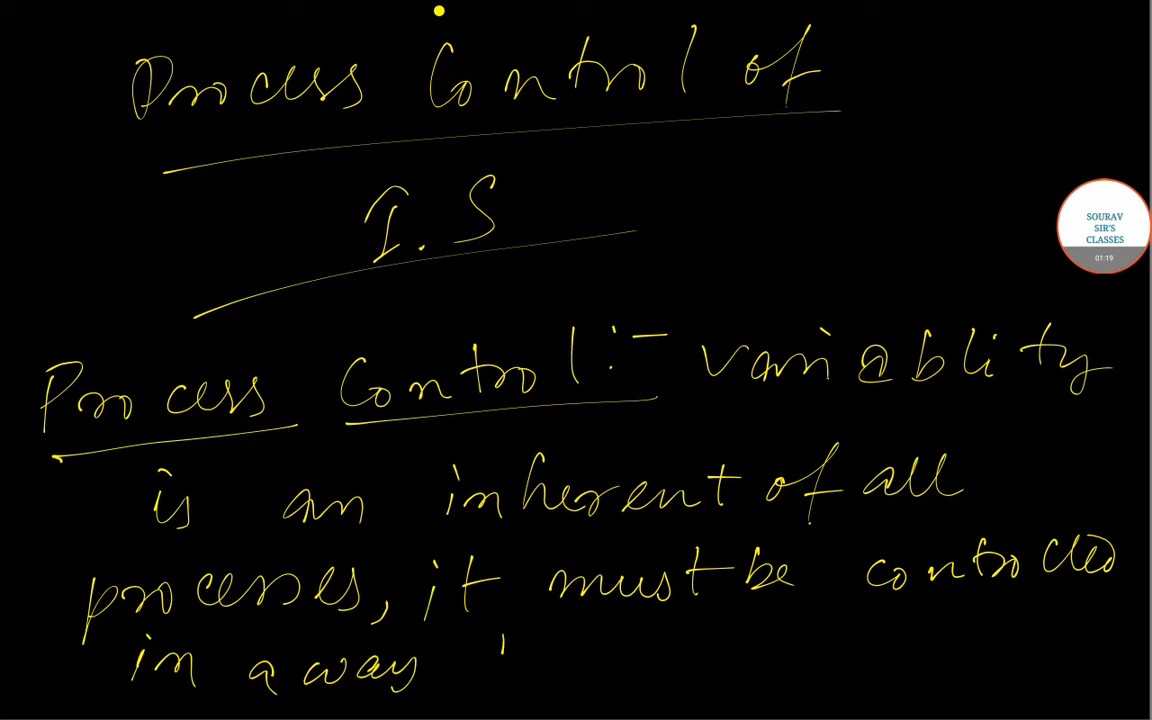 Process Control of
I.S
SOURAV
SIR'S
CLASSES
01:19
Process Control :- variablity
is an inherent of all
processes, it must be controlled
in a way